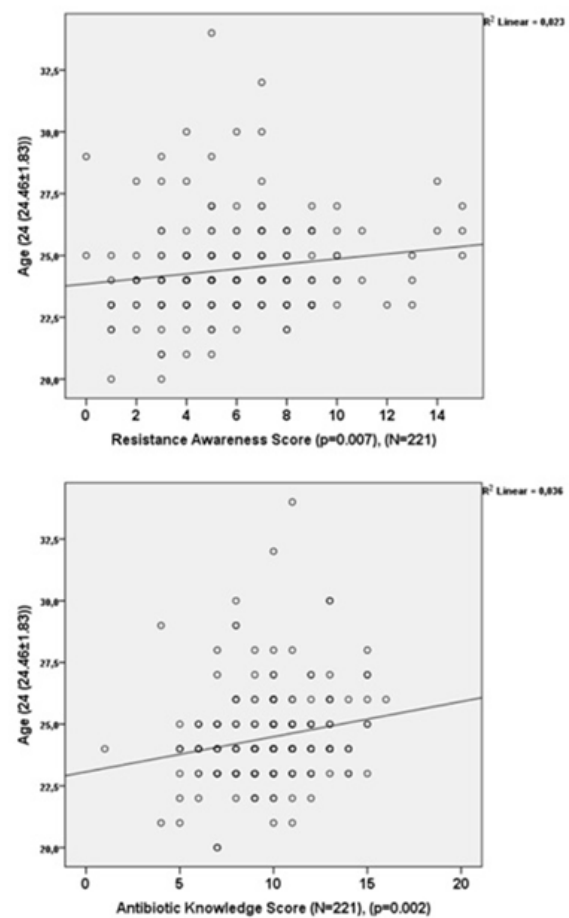 R² Linear = 0,023
32,5
30,0
27,5
25,0
22,5
20,0
Age (24 (24.46±1.83))
0 2 4 6 8 10 12 14
Resistance Awareness Score (p=0.007), (N=221)
R² Linear = 0,036
32,5
30,0
27,5
25,0
22,5
20,0
Age (24 (24.46±1.83))
0 5 10 15 20
Antibiotic Knowledge Score (N=221), (p=0.002)